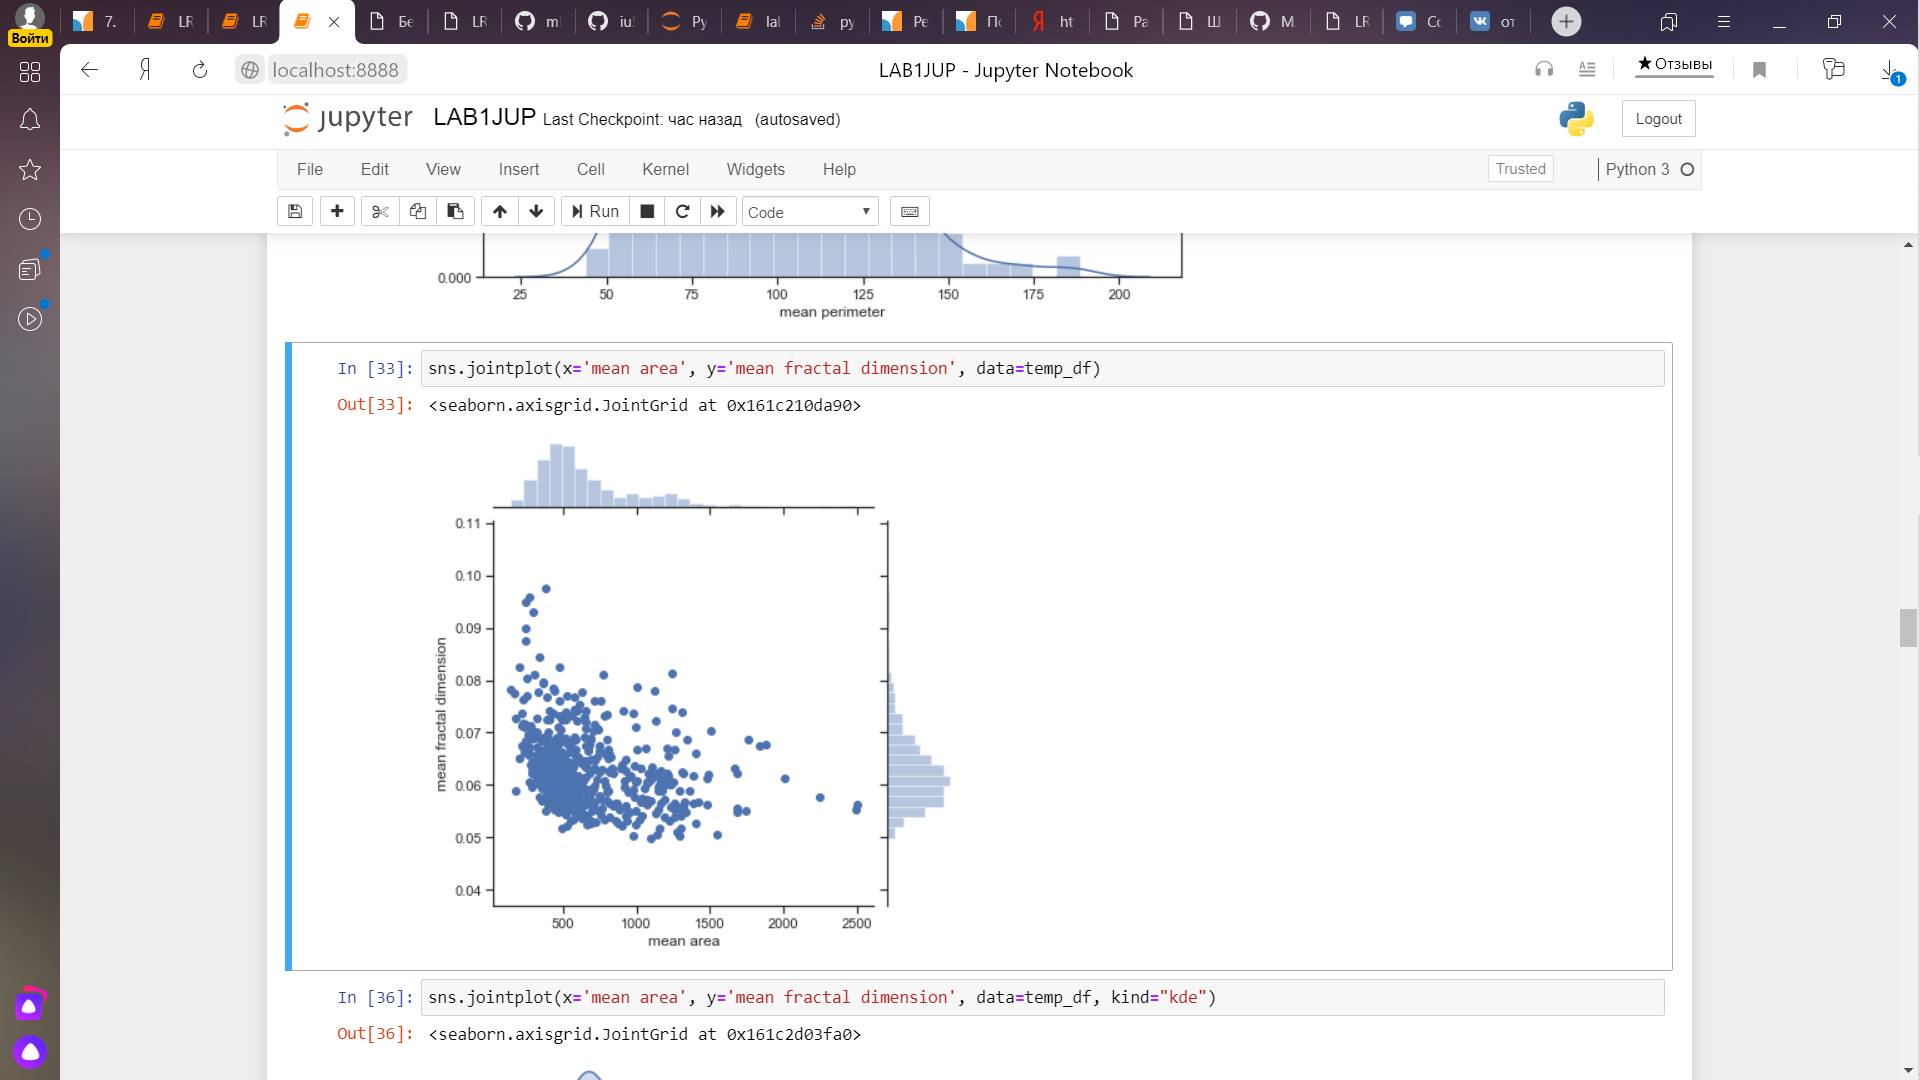 7. LR LR Бе LR ml iu Py lal py Ре По ht Pa Ш M LR Сс от
Войти
localhost:8888 LAB1JUP - Jupyter Notebook ★ Отзывы
1
jupyter LAB1JUP Last Checkpoint: час назад (autosaved) Logout
File Edit View Insert Cell Kernel Widgets Help Trusted Python 3
Run Code
0.000
25 50 75 100 125 150 175 200
mean perimeter
In [33]: sns.jointplot(x='mean area', y='mean fractal dimension', data=temp_df)
Out[33]: <seaborn.axisgrid.JointGrid at 0x161c210da90>
0.11
0.10
0.09
0.08
0.07
0.06
0.05
0.04
mean fractal dimension
500 1000 1500 2000 2500
mean area
In [36]: sns.jointplot(x='mean area', y='mean fractal dimension', data=temp_df, kind="kde")
Out[36]: <seaborn.axisgrid.JointGrid at 0x161c2d03fa0>